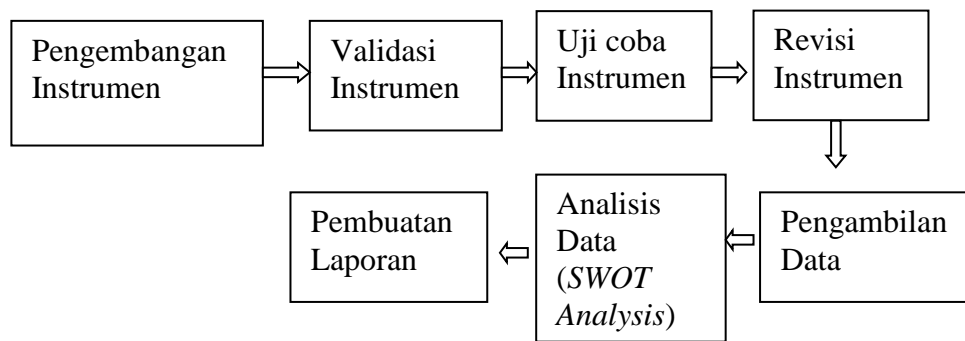 Pengembangan
Instrumen
Validasi
Instrumen
Uji coba
Instrumen
Revisi
Instrumen
Pembuatan
Laporan
Analisis
Data
(SWOT
Analysis)
Pengambilan
Data